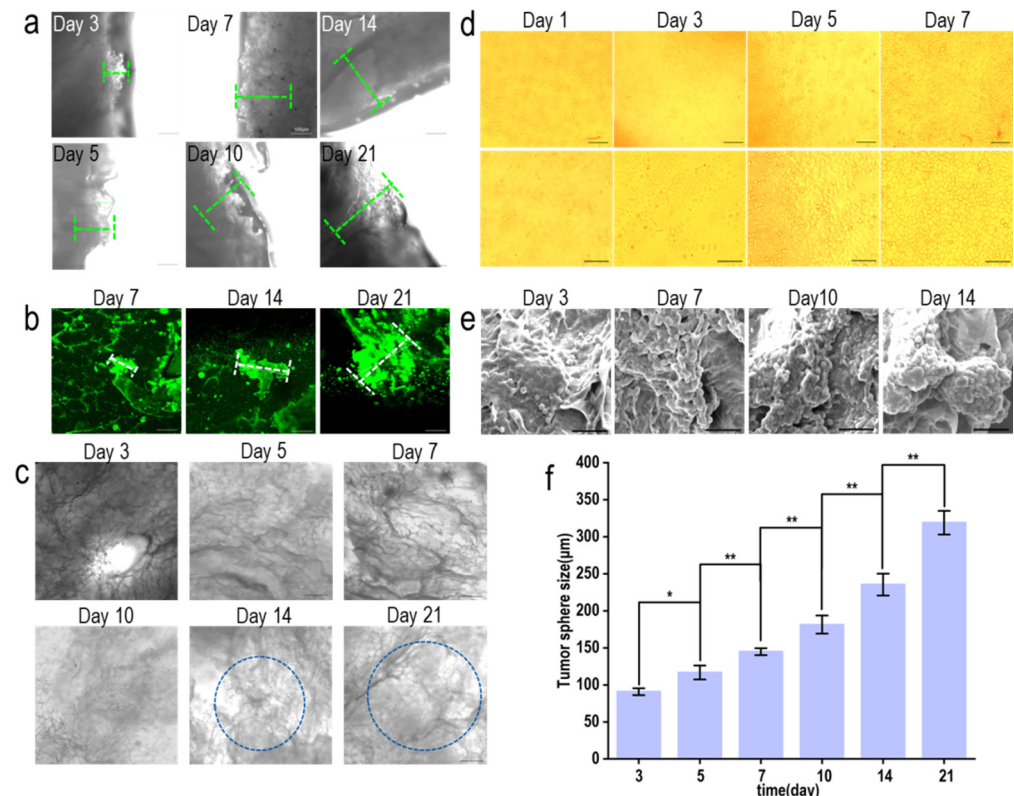 a
Day 3
Day 7
Day 14
100μm
Day 5
Day 10
Day 21
b
Day 7
Day 14
Day 21
c
Day 3
Day 5
Day 7
Day 10
Day 14
Day 21
d
Day 1
Day 3
Day 5
Day 7
e
Day 3
Day 7
Day10
Day 14
f
Tumor sphere size(μm)
400
350
300
250
200
150
100
50
0
*
**
**
**
**
3
5
7
10
14
21
time(day)